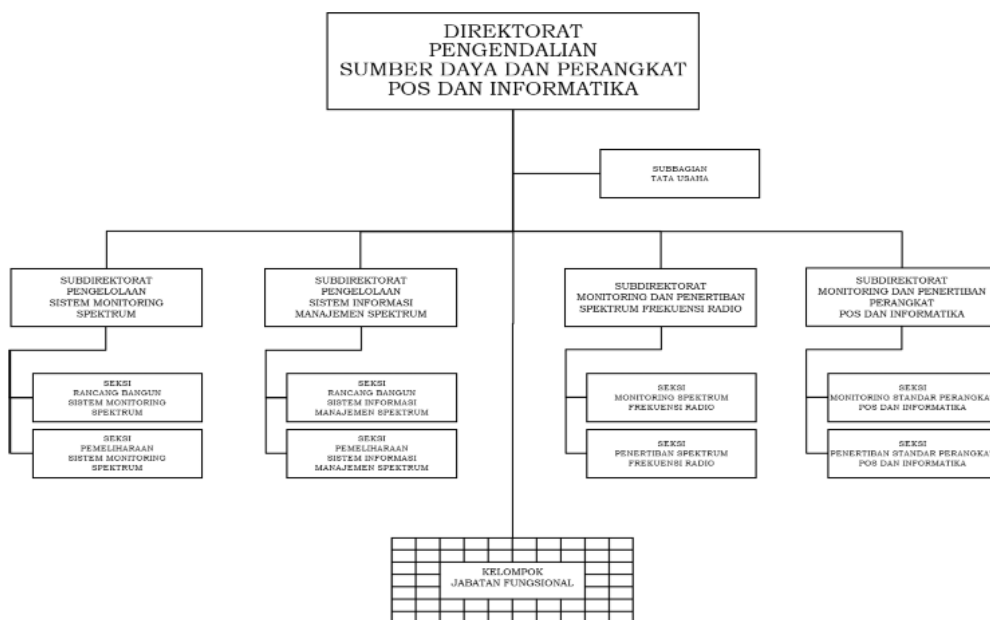 DIREKTORAT
PENGENDALIAN
SUMBER DAYA DAN PERANGKAT
POS DAN INFORMATIKA
SUBBAGIAN
TATA USAHA
SUBDIREKTORAT
PENGELOLAAN
SISTEM MONITORING
SPEKTRUM
SUBDIREKTORAT
PENGELOLAAN
SISTEM INFORMASI
MANAJEMEN SPEKTRUM
SUBDIREKTORAT
MONITORING DAN PENERTIBAN
SPEKTRUM FREKUENSI RADIO
SUBDIREKTORAT
MONITORING DAN PENERTIBAN
PERANGKAT
POS DAN INFORMATIKA
SEKSI
RANCANG BANGUN
SISTEM MONITORING
SPEKTRUM
SEKSI
RANCANG BANGUN
SISTEM INFORMASI
MANAJEMEN SPEKTRUM
SEKSI
MONITORING SPEKTRUM
FREKUENSI RADIO
SEKSI
MONITORING STANDAR PERANGKAT
POS DAN INFORMATIKA
SEKSI
PEMELIHARAAN
SISTEM MONITORING
SPEKTRUM
SEKSI
PEMELIHARAAN
SISTEM INFORMASI
MANAJEMEN SPEKTRUM
SEKSI
PENERTIBAN SPEKTRUM
FREKUENSI RADIO
SEKSI
PENERTIBAN STANDAR PERANGKAT
POS DAN INFORMATIKA
KELOMPOK
JABATAN FUNGSIONAL